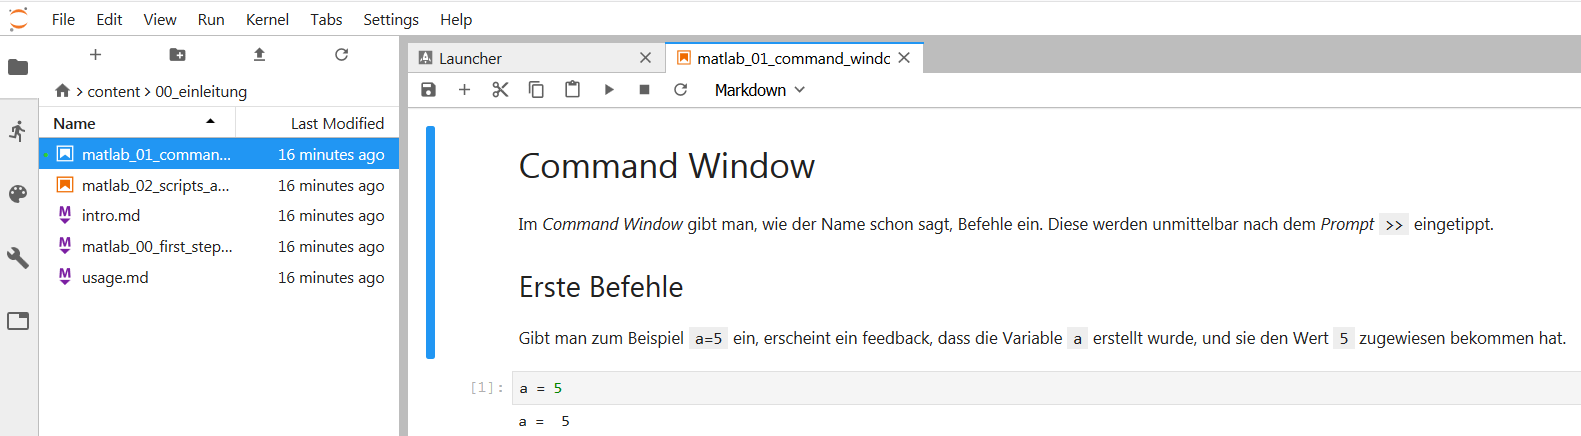 File Edit View Run Kernel Tabs Settings Help
Launcher
matlab_01_command_windc
content > 00_einleitung
Markdown
Name Last Modified
matlab_01_comman... 16 minutes ago
matlab_02_scripts_a... 16 minutes ago
intro.md 16 minutes ago
matlab_00_first_step... 16 minutes ago
usage.md 16 minutes ago
Command Window
Im Command Window gibt man, wie der Name schon sagt, Befehle ein. Diese werden unmittelbar nach dem Prompt >> eingetippt.
Erste Befehle
Gibt man zum Beispiel a=5 ein, erscheint ein feedback, dass die Variable a erstellt wurde, und sie den Wert 5 zugewiesen bekommen hat.
[1]: a = 5
a = 5